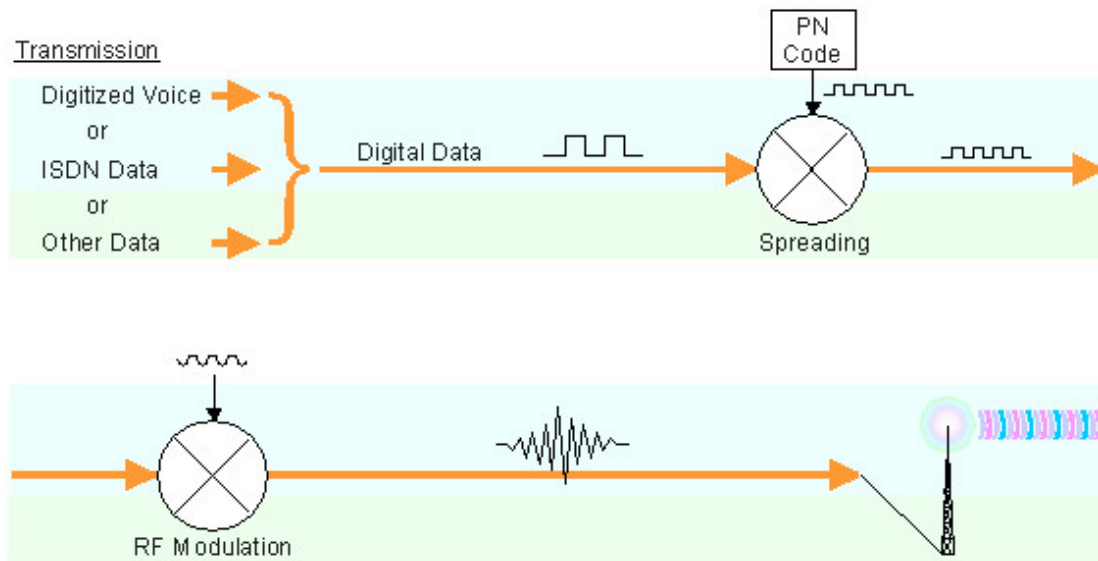 PN
Code
Transmission
Digitized Voice
or
ISDN Data
or
Other Data
Digital Data
Spreading
RF Modulation